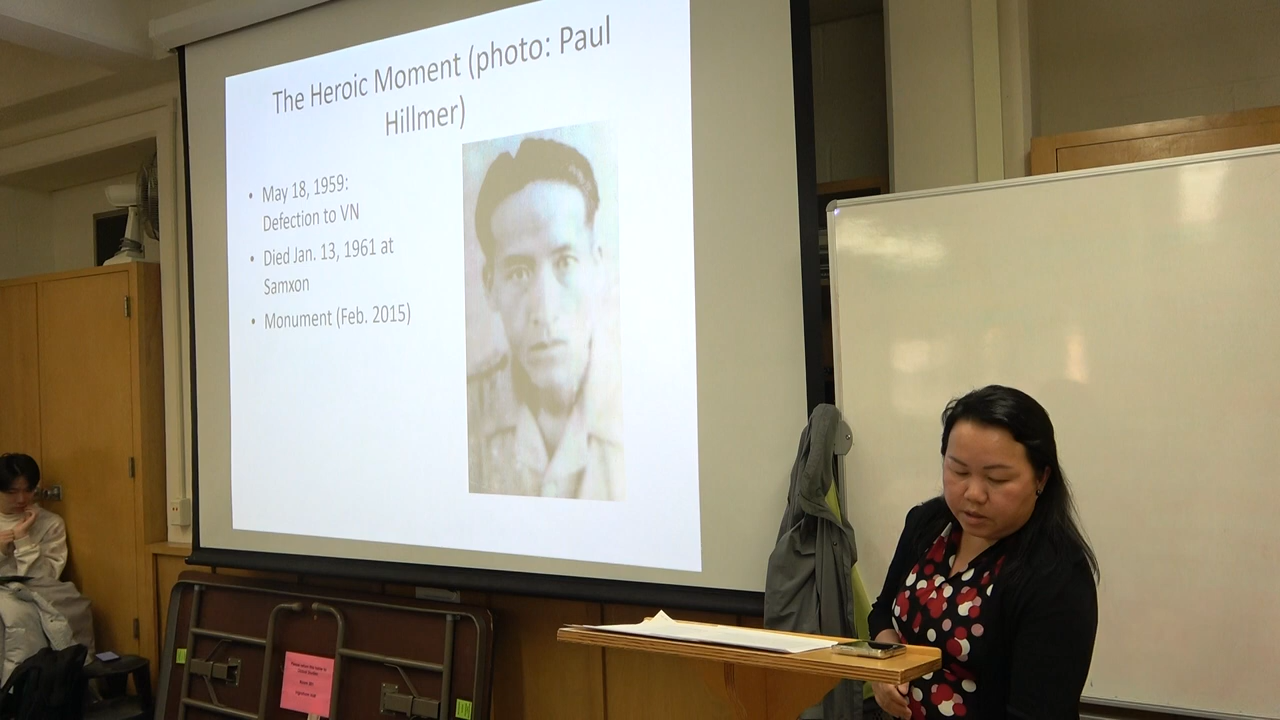 The Heroic Moment (photo: Paul
Hillmer)
• May 18, 1959:
Defection to VN
• Died Jan. 13, 1961 at
Samxon
• Monument (Feb. 2015)